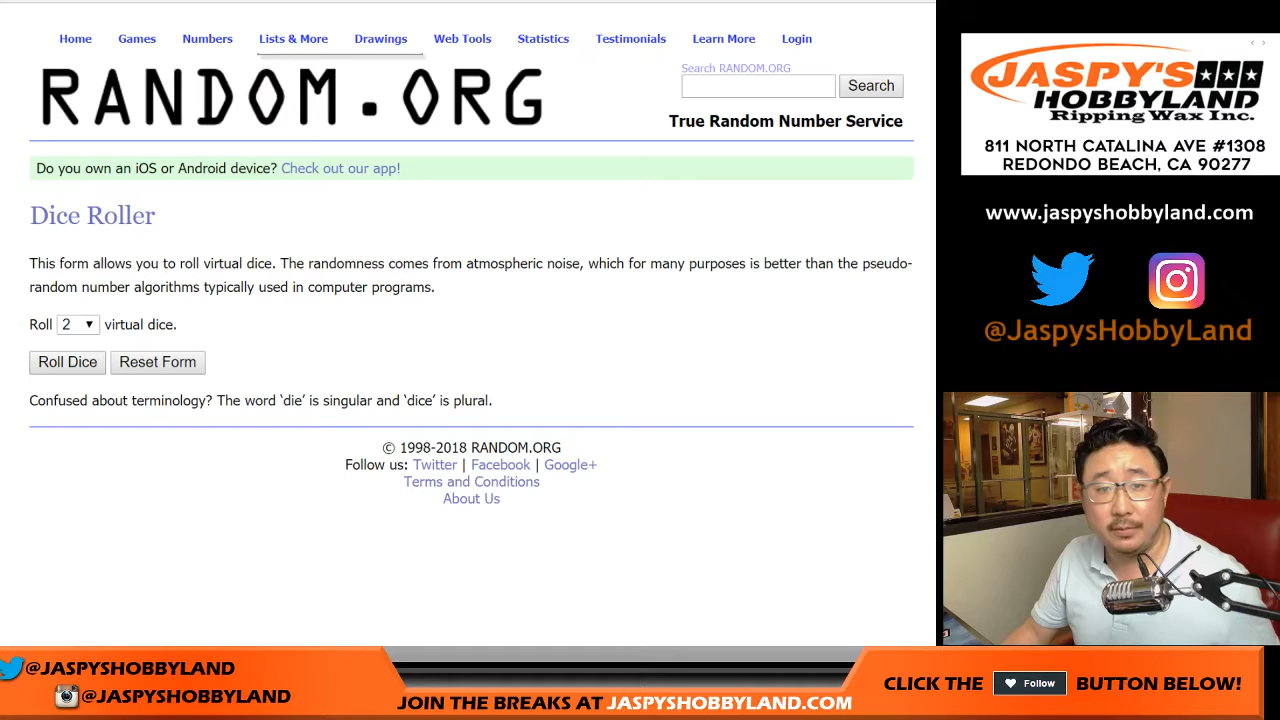 Home Games Numbers Lists & More Drawings Web Tools Statistics Testimonials Learn More Login
RANDOM.ORG
Search RANDOM.ORG
Search
True Random Number Service
Do you own an iOS or Android device? Check out our app!
Dice Roller
This form allows you to roll virtual dice. The randomness comes from atmospheric noise, which for many purposes is better than the pseudo-
random number algorithms typically used in computer programs.
Roll 2 virtual dice.
Roll Dice Reset Form
Confused about terminology? The word ‘die’ is singular and ‘dice’ is plural.
© 1998-2018 RANDOM.ORG
Follow us: Twitter | Facebook | Google+
Terms and Conditions
About Us
JASPY'S
HOBBYLAND
Ripping Wax Inc.
811 NORTH CATALINA AVE #1308
REDONDO BEACH, CA 90277
www.jaspyshobbyland.com
@JaspysHobbyLand
@JASPYSHOBBYLAND
@JASPYSHOBBYLAND
JOIN THE BREAKS AT JASPYSHOBBYLAND.COM
CLICK THE Follow BUTTON BELOW!